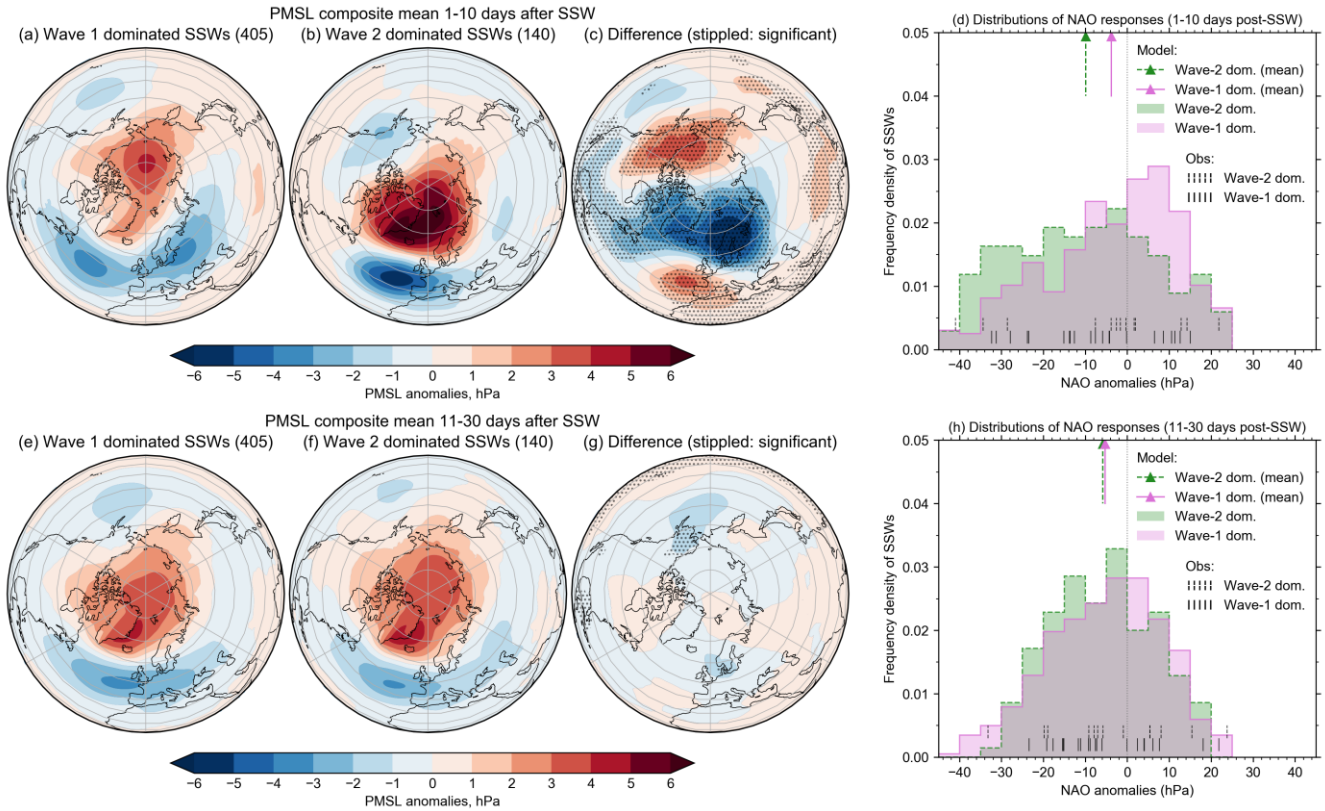 PMSL composite mean 1-10 days after SSW
(a) Wave 1 dominated SSWs (405)
(b) Wave 2 dominated SSWs (140)
(c) Difference (stippled: significant)
−6 −5 −4 −3 −2 −1 0 1 2 3 4 5 6
PMSL anomalies, hPa
(d) Distributions of NAO responses (1-10 days post-SSW)
Frequency density of SSWs
0.05
0.04
0.03
0.02
0.01
0.00
Model:
Wave-2 dom. (mean)
Wave-1 dom. (mean)
Wave-2 dom.
Wave-1 dom.
Obs:
Wave-2 dom.
Wave-1 dom.
−40 −30 −20 −10 0 10 20 30 40
NAO anomalies (hPa)
PMSL composite mean 11-30 days after SSW
(e) Wave 1 dominated SSWs (405)
(f) Wave 2 dominated SSWs (140)
(g) Difference (stippled: significant)
−6 −5 −4 −3 −2 −1 0 1 2 3 4 5 6
PMSL anomalies, hPa
(h) Distributions of NAO responses (11-30 days post-SSW)
Frequency density of SSWs
0.05
0.04
0.03
0.02
0.01
0.00
Model:
Wave-2 dom. (mean)
Wave-1 dom. (mean)
Wave-2 dom.
Wave-1 dom.
Obs:
Wave-2 dom.
Wave-1 dom.
−40 −30 −20 −10 0 10 20 30 40
NAO anomalies (hPa)